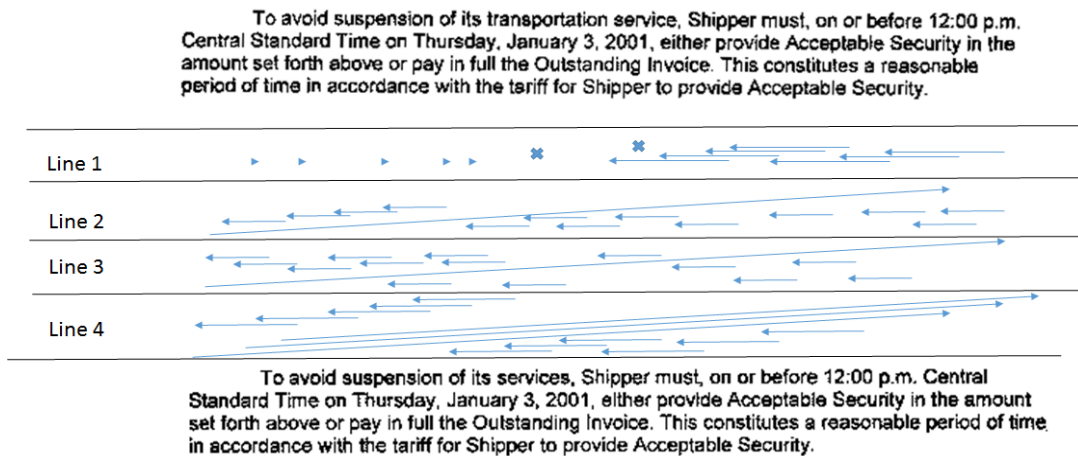 To avoid suspension of its transportation service, Shipper must, on or before 12:00 p.m.
Central Standard Time on Thursday, January 3, 2001, either provide Acceptable Security in the
amount set forth above or pay in full the Outstanding Invoice. This constitutes a reasonable
period of time in accordance with the tariff for Shipper to provide Acceptable Security.
Line 1
Line 2
Line 3
Line 4
To avoid suspension of its services, Shipper must, on or before 12:00 p.m. Central
Standard Time on Thursday, January 3, 2001, either provide Acceptable Security in the amount
set forth above or pay in full the Outstanding Invoice. This constitutes a reasonable period of time
in accordance with the tariff for Shipper to provide Acceptable Security.